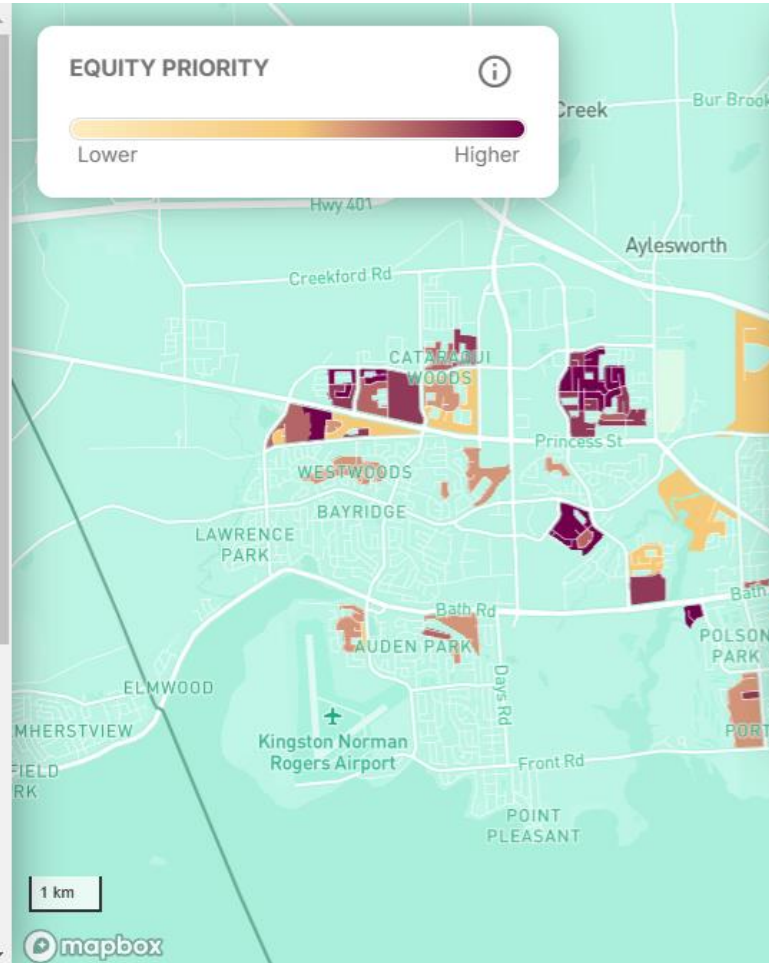 EQUITY PRIORITY
Lower Higher
Creek
Bur Brook
Hwy 401
Aylesworth
Creekford Rd
CATARAQUI
WOODS
Princess St
WESTWOODS
BAYRIDGE
LAWRENCE
PARK
Bath Rd
Bath
AUDEN PARK
POLSON
PARK
ELMWOOD
Days Rd
MHERSTVIEW
PORT
Kingston Norman
Rogers Airport
Front Rd
FIELD
RK
POINT
PLEASANT
1 km
mapbox